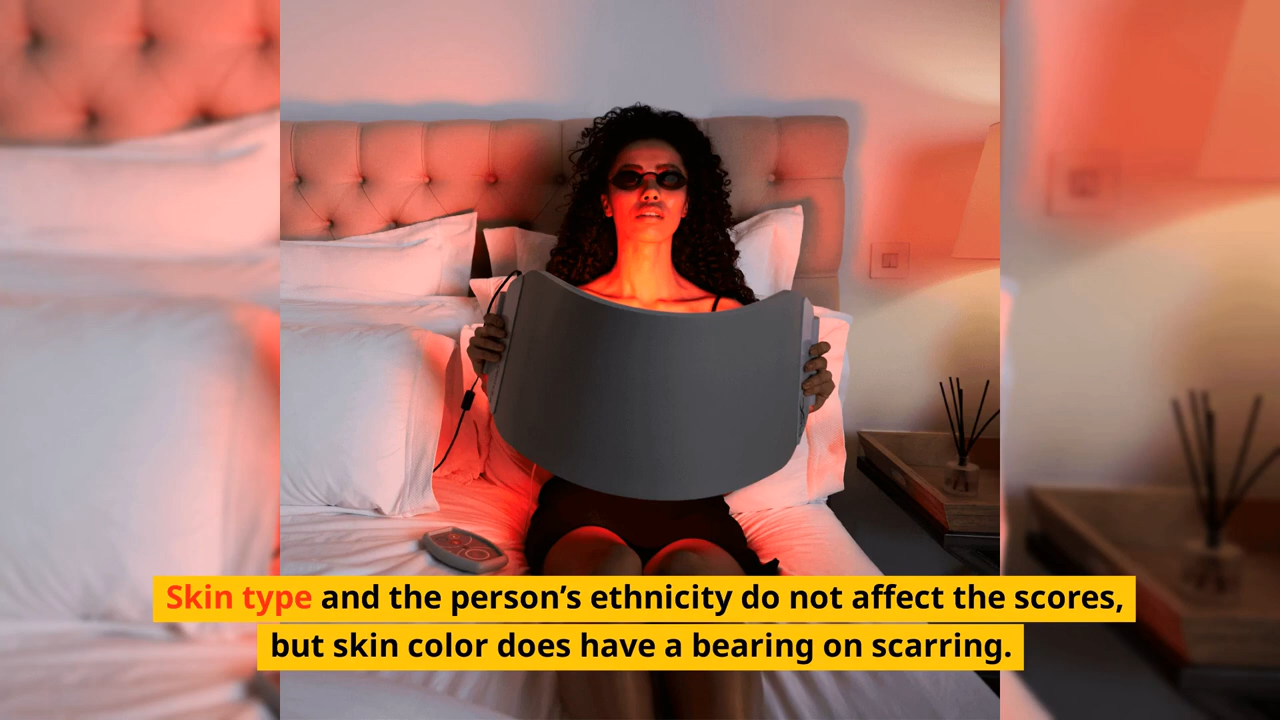 Skin type and the person’s ethnicity do not affect the scores,
but skin color does have a bearing on scarring.